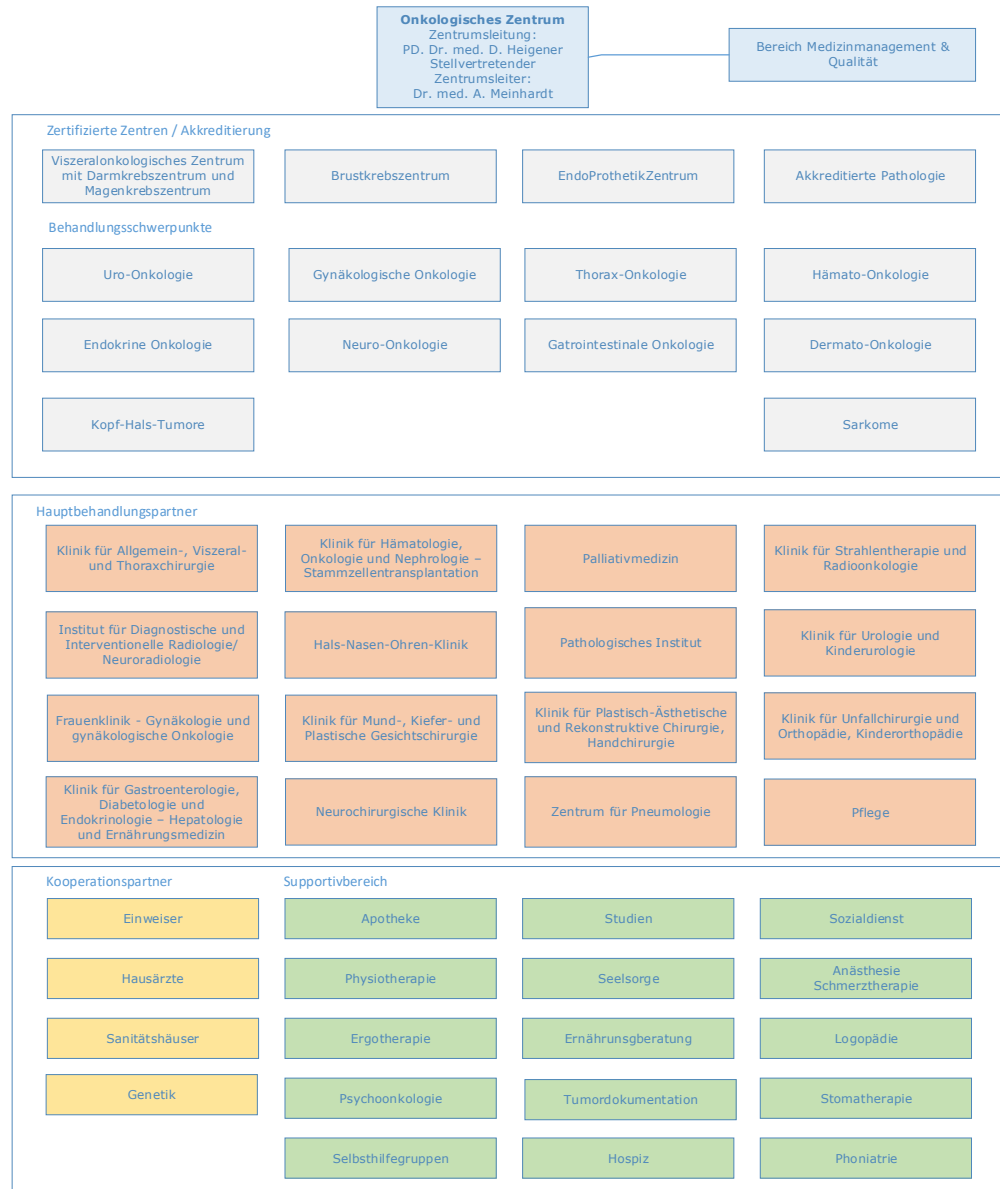 Onkologisches Zentrum
Zentrumsleitung:
PD. Dr. med. D. Heigener
Stellvertretender
Zentrumsleiter:
Dr. med. A. Meinhardt
Bereich Medizinmanagement &
Qualität
Zertifizierte Zentren / Akkreditierung
Viszeralonkologisches Zentrum
mit Darmkrebszentrum und
Magenkrebszentrum
Brustkrebszentrum
EndoProthetikZentrum
Akkreditierte Pathologie
Behandlungsschwerpunkte
Uro-Onkologie
Gynäkologische Onkologie
Thorax-Onkologie
Hämato-Onkologie
Endokrine Onkologie
Neuro-Onkologie
Gatrointestinale Onkologie
Dermato-Onkologie
Kopf-Hals-Tumore
Sarkome
Hauptbehandlungspartner
Klinik für Allgemein-, Viszeral-
und Thoraxchirurgie
Klinik für Hämatologie,
Onkologie und Nephrologie –
Stammzellentransplantation
Palliativmedizin
Klinik für Strahlentherapie und
Radioonkologie
Institut für Diagnostische und
Interventionelle Radiologie/
Neuroradiologie
Hals-Nasen-Ohren-Klinik
Pathologisches Institut
Klinik für Urologie und
Kinderurologie
Frauenklinik - Gynäkologie und
gynäkologische Onkologie
Klinik für Mund-, Kiefer- und
Plastische Gesichtschirurgie
Klinik für Plastisch-Ästhetische
und Rekonstruktive Chirurgie,
Handchirurgie
Klinik für Unfallchirurgie und
Orthopädie, Kinderorthopädie
Klinik für Gastroenterologie,
Diabetologie und
Endokrinologie – Hepatologie
und Ernährungsmedizin
Neurochirurgische Klinik
Zentrum für Pneumologie
Pflege
Kooperationspartner
Supportivbereich
Einweiser
Apotheke
Studien
Sozialdienst
Hausärzte
Physiotherapie
Seelsorge
Anästhesie
Schmerztherapie
Sanitätshäuser
Ergotherapie
Ernährunsgberatung
Logopädie
Genetik
Psychoonkologie
Tumordokumentation
Stomatherapie
Selbsthilfegruppen
Hospiz
Phoniatrie